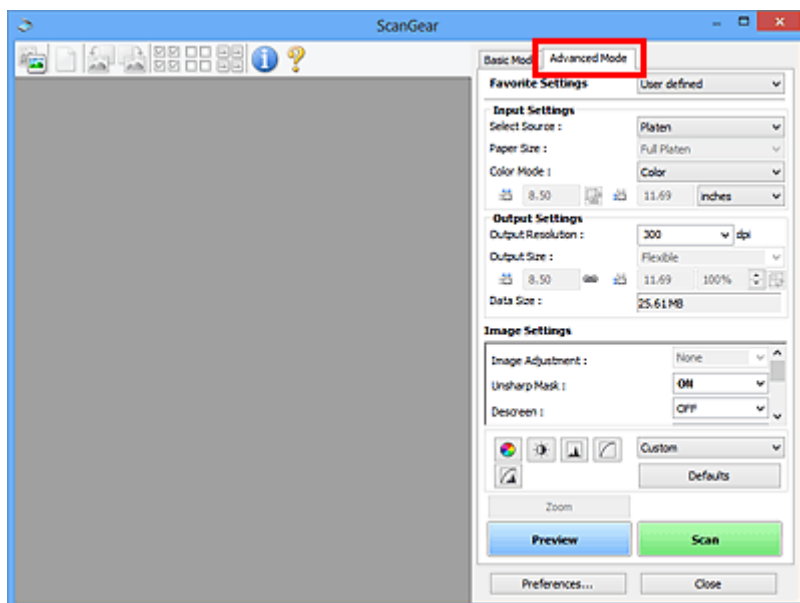 ScanGear
Basic Mod
Advanced Mode
Favorite Settings User defined
Input Settings
Select Source : Platen
Paper Size : Full Platen
Color Mode : Color
8.50 11.69 inches
Output Settings
Output Resolution : 300 dpi
Output Size : Flexible
8.50 11.69 100%
Data Size : 25.61MB
Image Settings
Image Adjustment : None
Unsharp Mask : ON
Descreen : OFF
Custom
Defaults
Zoom
Preview Scan
Preferences... Close